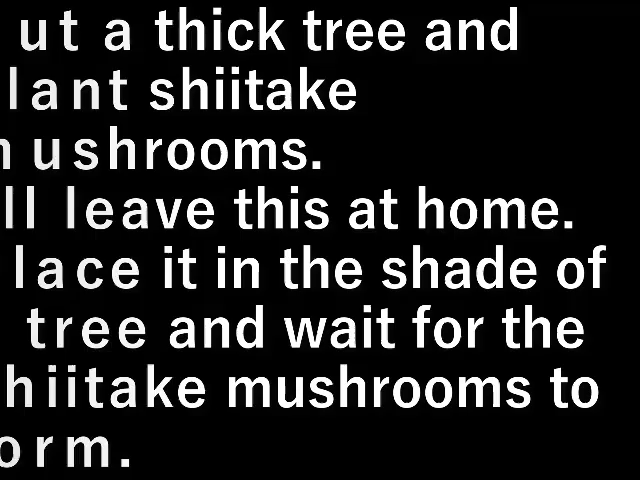 ut a thick tree and
lant shiitake
mushrooms.
ll leave this at home.
lace it in the shade of
tree and wait for the
hiitake mushrooms to
orm.